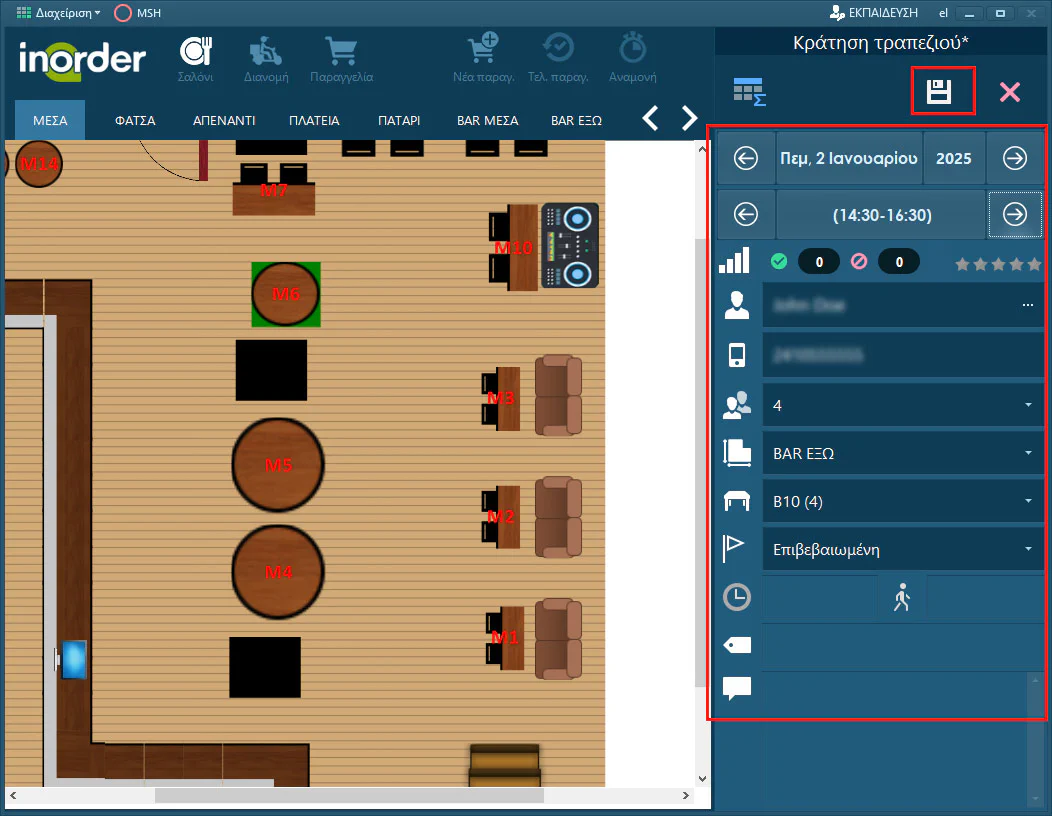 Διαχείριση MSH ΕΚΠΑΙΔΕΥΣΗ el
inorder
Σαλόνι Διανομή Παραγγελία Νέα παραγ. Τελ. παραγ. Αναμονή
ΜΕΣΑ ΦΑΤΣΑ ΑΠΕΝΑΝΤΙ ΠΛΑΤΕΙΑ ΠΑΤΑΡΙ BAR ΜΕΣΑ BAR ΕΞΩ
M14
M7
M10
M6
M3
M5
M2
M4
M1
Κράτηση τραπεζιού*
Πεμ, 2 Ιανουαρίου 2025
(14:30-16:30)
0 0
...
4
BAR ΕΞΩ
B10 (4)
Επιβεβαιωμένη